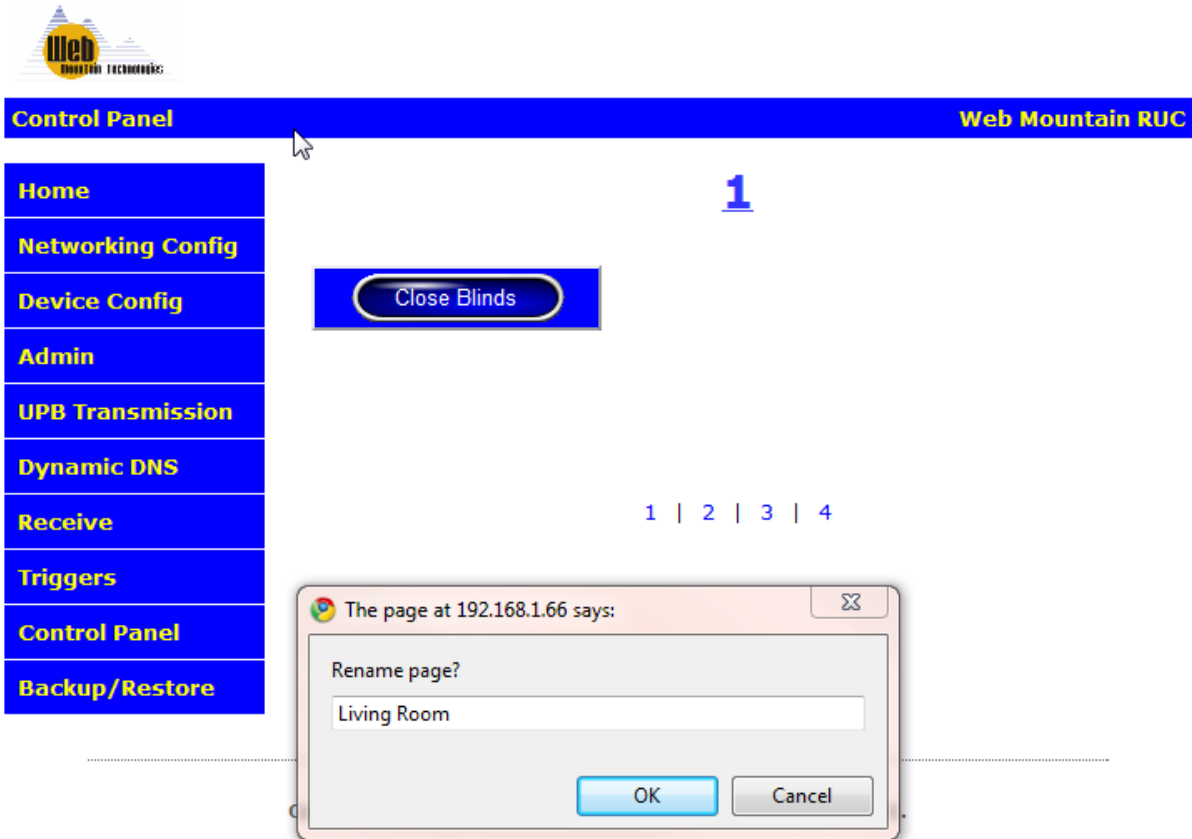 Web
Mountain Technologies
Control Panel Web Mountain RUC
Home
Networking Config
Device Config
Admin
UPB Transmission
Dynamic DNS
Receive
Triggers
Control Panel
Backup/Restore
1
Close Blinds
1 | 2 | 3 | 4
The page at 192.168.1.66 says:
Rename page?
Living Room
OK Cancel